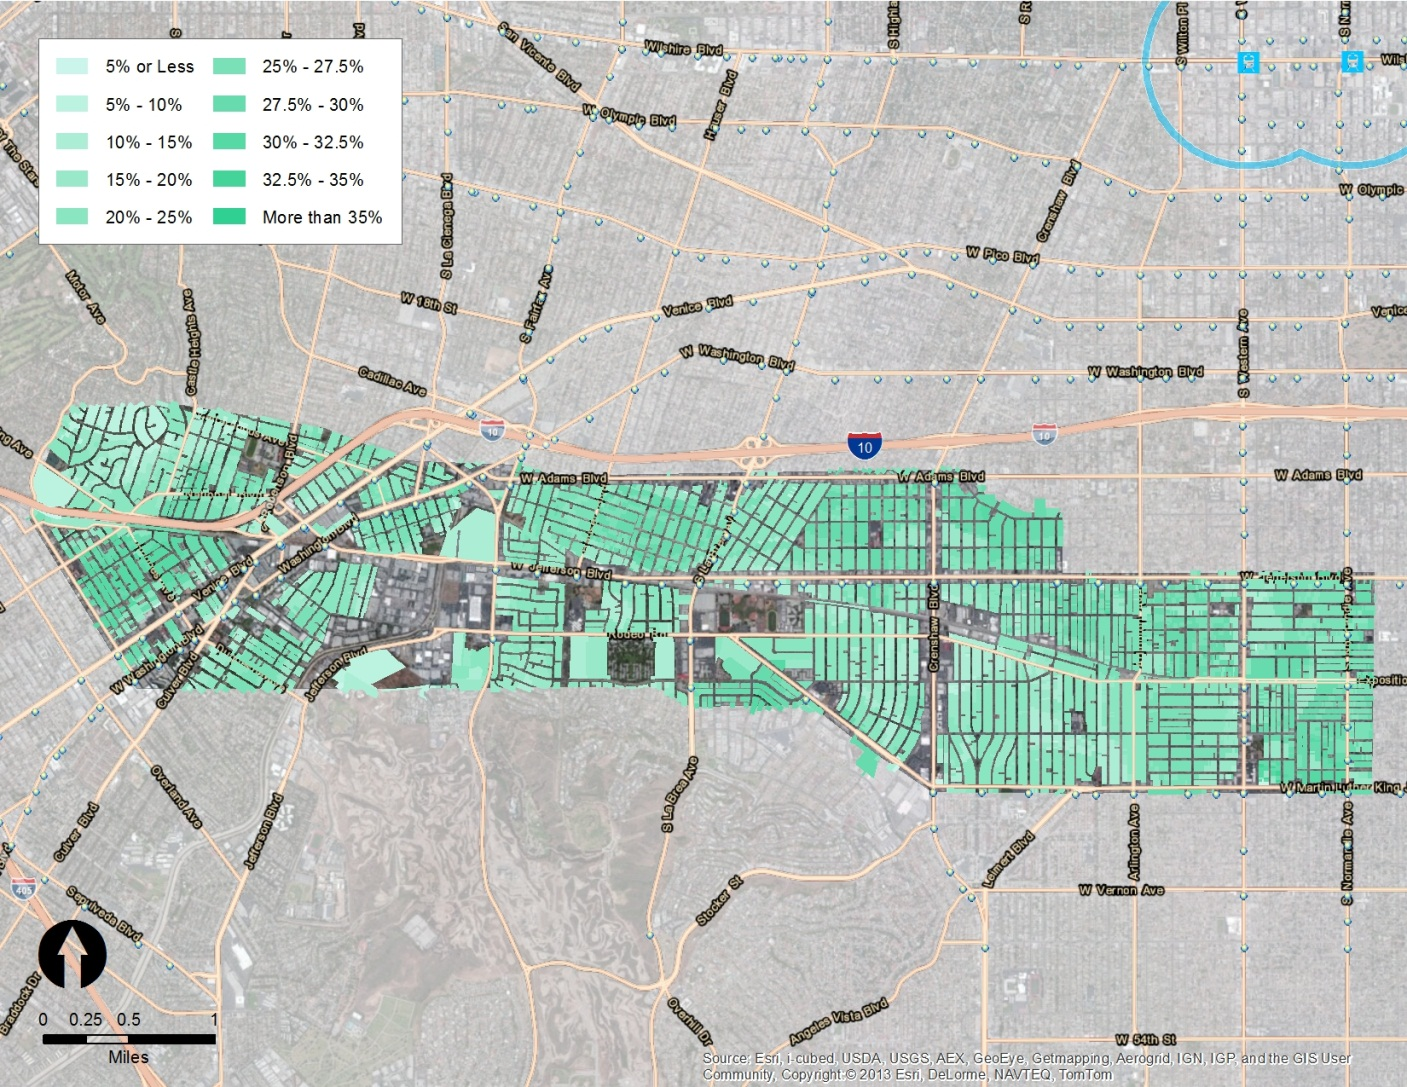 S Wilton Pl
San Vicente Blvd
Wilshire Blvd
5% or Less
25% - 27.5%
5% - 10%
27.5% - 30%
10% - 15%
30% - 32.5%
15% - 20%
32.5% - 35%
20% - 25%
More than 35%
W Olympic Blvd
Hauser Blvd
W Olympic
S La Cienega Blvd
Crenshaw Blvd
W Pico Blvd
Motor Ave
Castle Heights Ave
W 18th St
S Fairfax Ave
Venice Blvd
Venice
S Western Ave
W Washington Blvd
W Washington Blvd
Cadillac Ave
10
10
10
W Adams Blvd
W Adams Blvd
W Adams Blvd
Washington Blvd
Venice Blvd
W Jefferson Blvd
Crenshaw Blvd
Rodeo Rd
W Washington Blvd
Culver Blvd
Jefferson Blvd
W Martin Luther King
Overland Ave
Culver Blvd
Jefferson Blvd
S La Brea Ave
Arlington Ave
S Normandie Ave
Leimert Blvd
W Vernon Ave
Stocker St
405
Sepulveda Blvd
Braddock Dr
Overhill Dr
Angeles Vista Blvd
W 54th St
0 0.25 0.5 1
Miles
Source: Esri, i-cubed, USDA, USGS, AEX, GeoEye, Getmapping, Aerogrid, IGN, IGP, and the GIS User
Community, Copyright:© 2013 Esri, DeLorme, NAVTEQ, TomTom